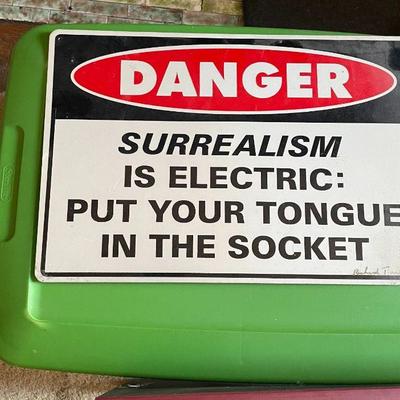 DANGER
SURREALISM
IS ELECTRIC:
PUT YOUR TONGUE
IN THE SOCKET